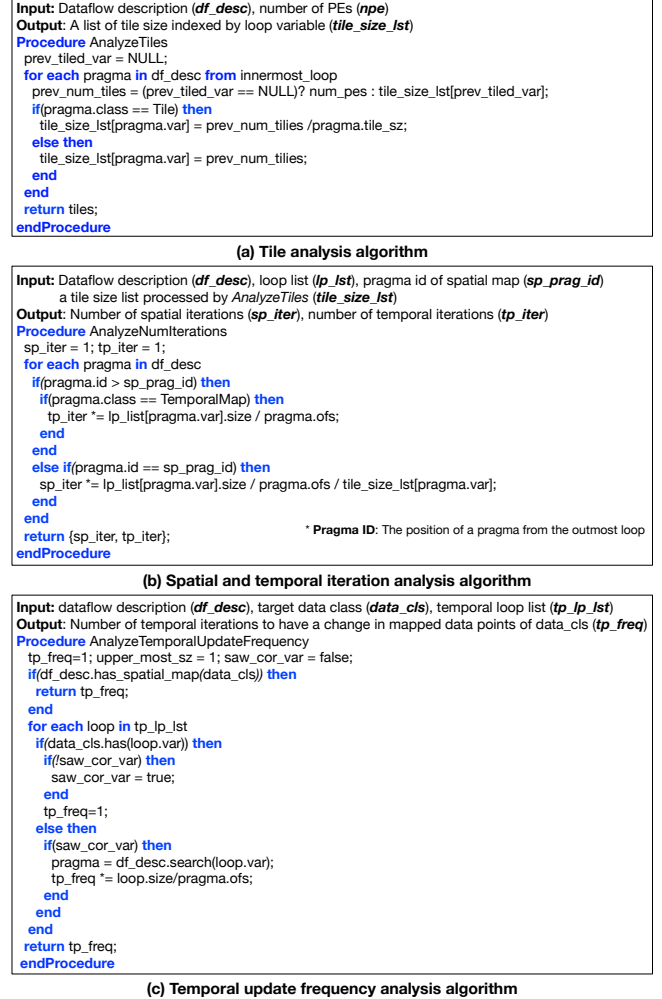 Input: Dataflow description (df_desc), number of PEs (npe)
Output: A list of tile size indexed by loop variable (tile_size_lst)
Procedure AnalyzeTiles
prev_tiled_var = NULL;
for each pragma in df_desc from innermost_loop
prev_num_tiles = (prev_tiled_var == NULL)? num_pes : tile_size_lst[prev_tiled_var];
if(pragma.class == Tile) then
tile_size_lst[pragma.var] = prev_num_tilies /pragma.tile_sz;
else then
tile_size_lst[pragma.var] = prev_num_tilies;
end
end
return tiles;
endProcedure
(a) Tile analysis algorithm
Input: Dataflow description (df_desc), loop list (lp_lst), pragma id of spatial map (sp_prag_id)
a tile size list processed by AnalyzeTiles (tile_size_lst)
Output: Number of spatial iterations (sp_iter), number of temporal iterations (tp_iter)
Procedure AnalyzeNumIterations
sp_iter = 1; tp_iter = 1;
for each pragma in df_desc
if(pragma.id > sp_prag_id) then
if(pragma.class == TemporalMap) then
tp_iter *= lp_list[pragma.var].size / pragma.ofs;
end
end
else if(pragma.id == sp_prag_id) then
sp_iter *= lp_list[pragma.var].size / pragma.ofs / tile_size_lst[pragma.var];
end
end
return {sp_iter, tp_iter};
* Pragma ID: The position of a pragma from the outmost loop
endProcedure
(b) Spatial and temporal iteration analysis algorithm
Input: dataflow description (df_desc), target data class (data_cls), temporal loop list (tp_lp_lst)
Output: Number of temporal iterations to have a change in mapped data points of data_cls (tp_freq)
Procedure AnalyzeTemporalUpdateFrequency
tp_freq=1; upper_most_sz = 1; saw_cor_var = false;
if(df_desc.has_spatial_map(data_cls)) then
return tp_freq;
end
for each loop in tp_lp_lst
if(data_cls.has(loop.var)) then
if(!saw_cor_var) then
saw_cor_var = true;
end
tp_freq=1;
else then
if(saw_cor_var) then
pragma = df_desc.search(loop.var);
tp_freq *= loop.size/pragma.ofs;
end
end
end
return tp_freq;
endProcedure
(c) Temporal update frequency analysis algorithm